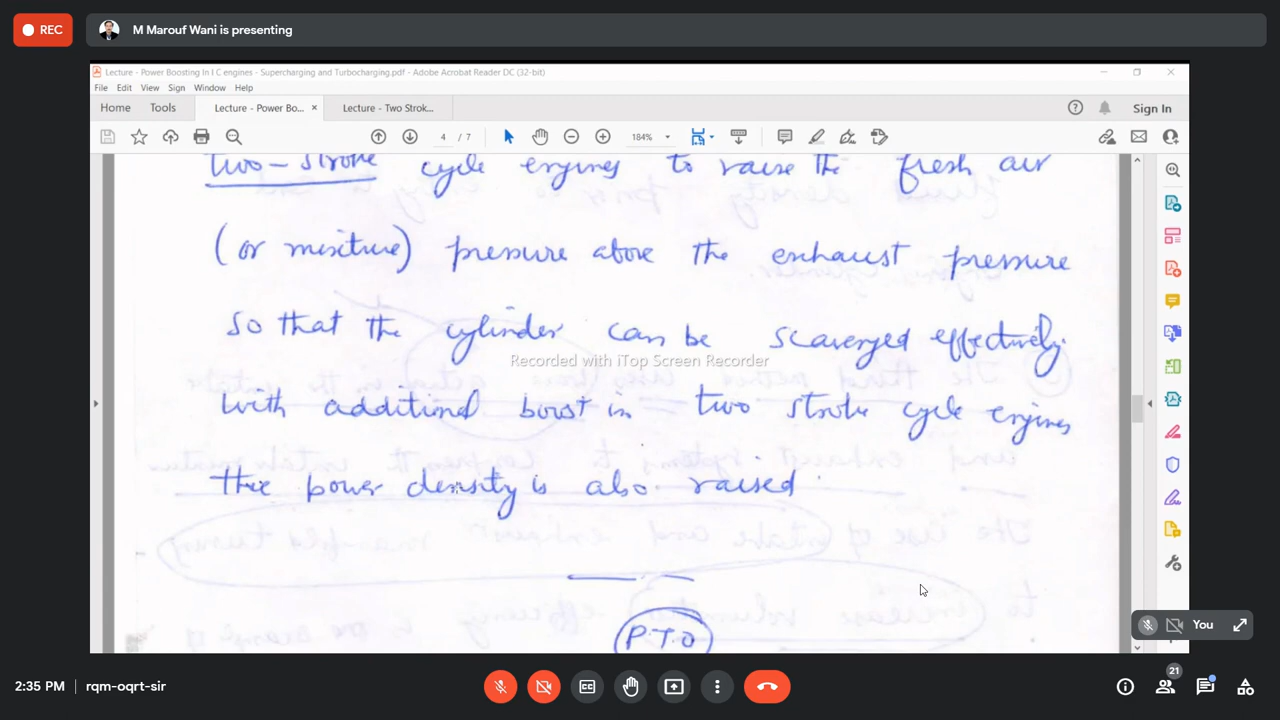 REC
M Marouf Wani is presenting
Lecture - Power Boosting In I C engines - Supercharging and Turbocharging.pdf - Adobe Acrobat Reader DC (32-bit)
File Edit View Sign Window Help
Home Tools Lecture - Power Bo... × Lecture - Two Strok... Sign In
4 / 7 184%
two-stroke cycle engines to raise the fresh air
(or mixture) pressure above the exhaust pressure
so that the cylinder can be scavenged effectively.
Recorded with iTop Screen Recorder
With additional boost in two stroke cycle engines
the power density is also raised.
P.T.O
You
2:35 PM | rqm-oqrt-sir
21